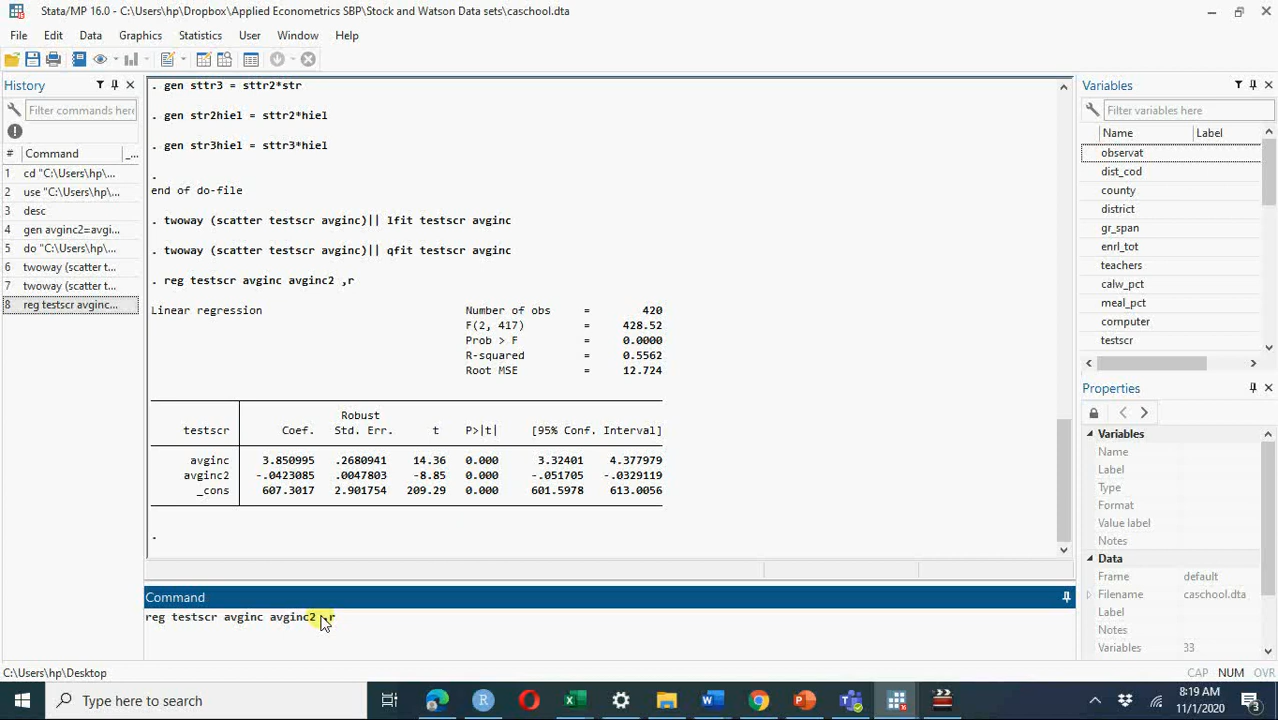 Stata/MP 16.0 - C:\Users\hp\Dropbox\Applied Econometrics SBP\Stock and Watson Data sets\caschool.dta
File Edit Data Graphics Statistics User Window Help
History
Filter commands here
# Command _...
1 cd "C:\Users\hp\...
2 use "C:\Users\hp...
3 desc
4 gen avginc2=avgi...
5 do "C:\Users\hp\...
6 twoway (scatter t...
7 twoway (scatter t...
8 reg testscr avginc...
. gen sttr3 = sttr2*str
. gen str2hiel = sttr2*hiel
. gen str3hiel = sttr3*hiel
.
end of do-file
. twoway (scatter testscr avginc)|| lfit testscr avginc
. twoway (scatter testscr avginc)|| qfit testscr avginc
. reg testscr avginc avginc2 ,r
Linear regression Number of obs = 420
F(2, 417) = 428.52
Prob > F = 0.0000
R-squared = 0.5562
Root MSE = 12.724
Robust
testscr Coef. Std. Err. t P>|t| [95% Conf. Interval]
avginc 3.850995 .2680941 14.36 0.000 3.32401 4.377979
avginc2 -.0423085 .0047803 -8.85 0.000 -.051705 -.0329119
_cons 607.3017 2.901754 209.29 0.000 601.5978 613.0056
.
Command
reg testscr avginc avginc2 ,r
Variables
Filter variables here
Name Label
observat
dist_cod
county
district
gr_span
enrl_tot
teachers
calw_pct
meal_pct
computer
testscr
Properties
Variables
Name
Label
Type
Format
Value label
Notes
Data
Frame default
Filename caschool.dta
Label
Notes
Variables 33
C:\Users\hp\Desktop
CAP NUM OVR
Type here to search
8:19 AM
11/1/2020
3